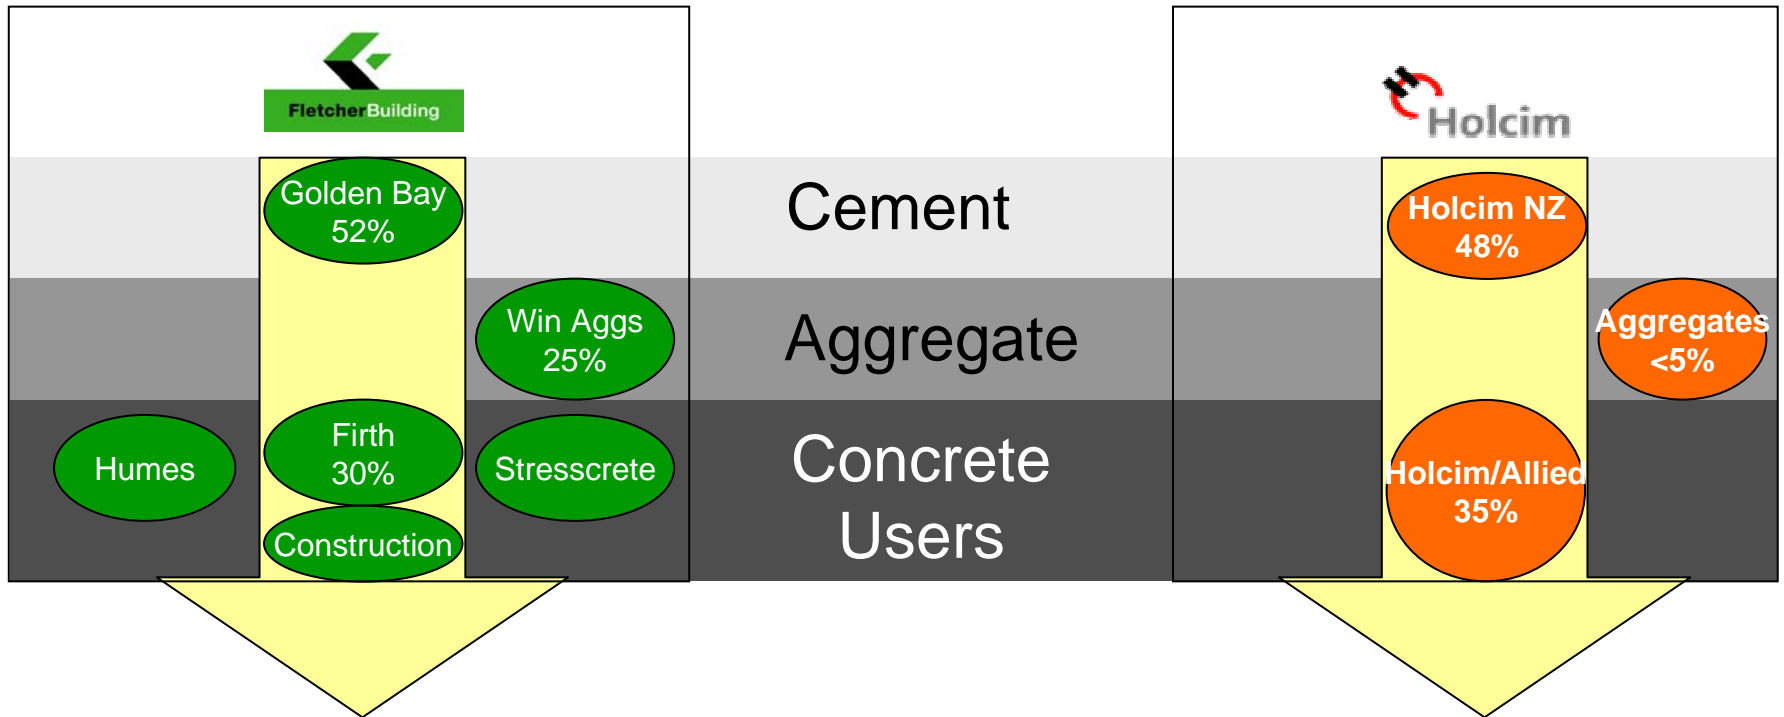 FletcherBuilding
Holcim
Golden Bay
52%
Cement
Holcim NZ
48%
Win Aggs
25%
Aggregate
Aggregates
<5%
Humes
Firth
30%
Stresscrete
Construction
Concrete
Users
Holcim/Allied
35%